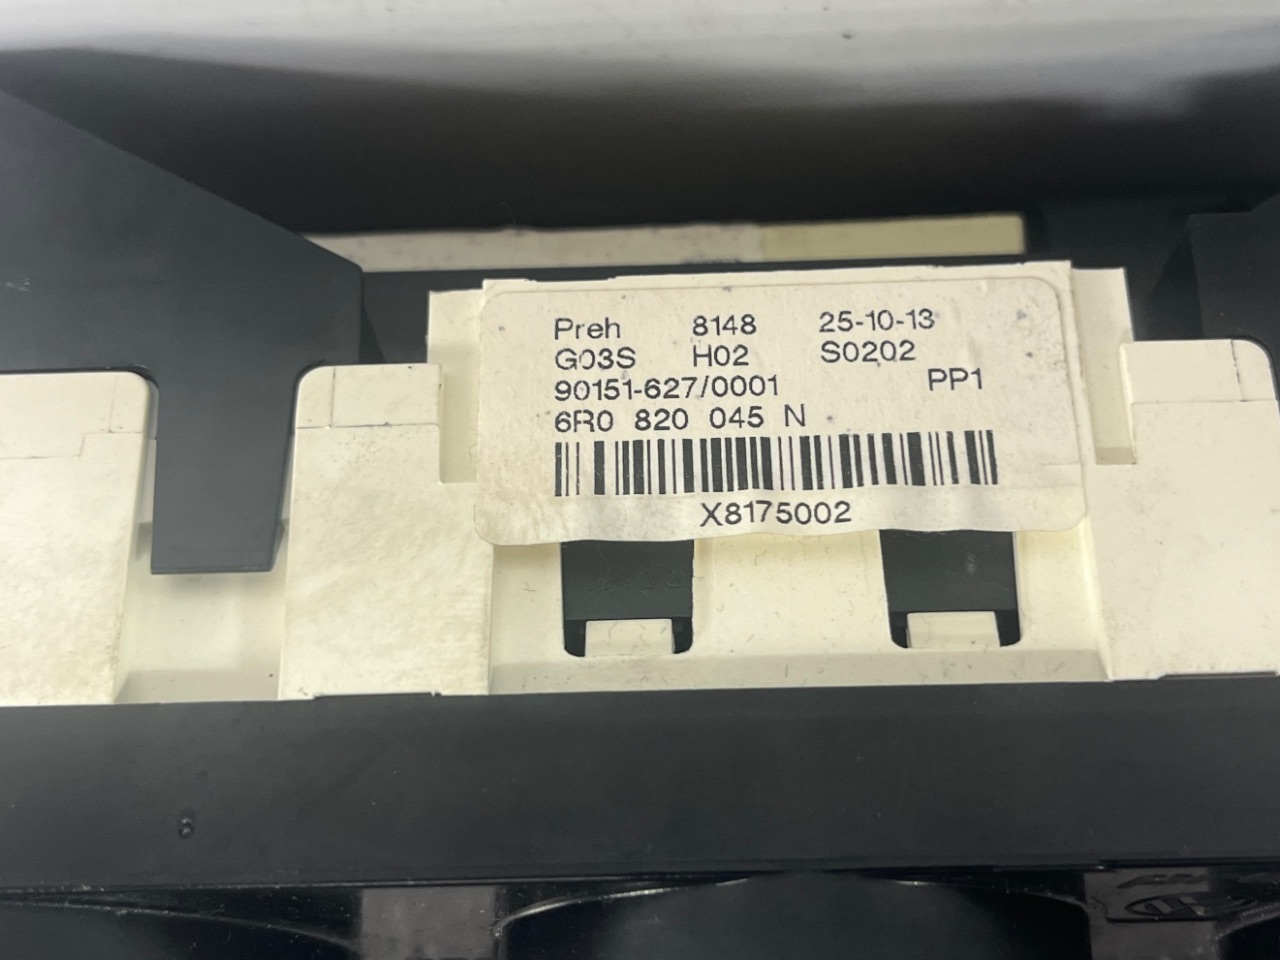 Preh 8148 25-10-13
G03S H02 S0202
90151-627/0001 PP1
6R0 820 045 N
X8175002